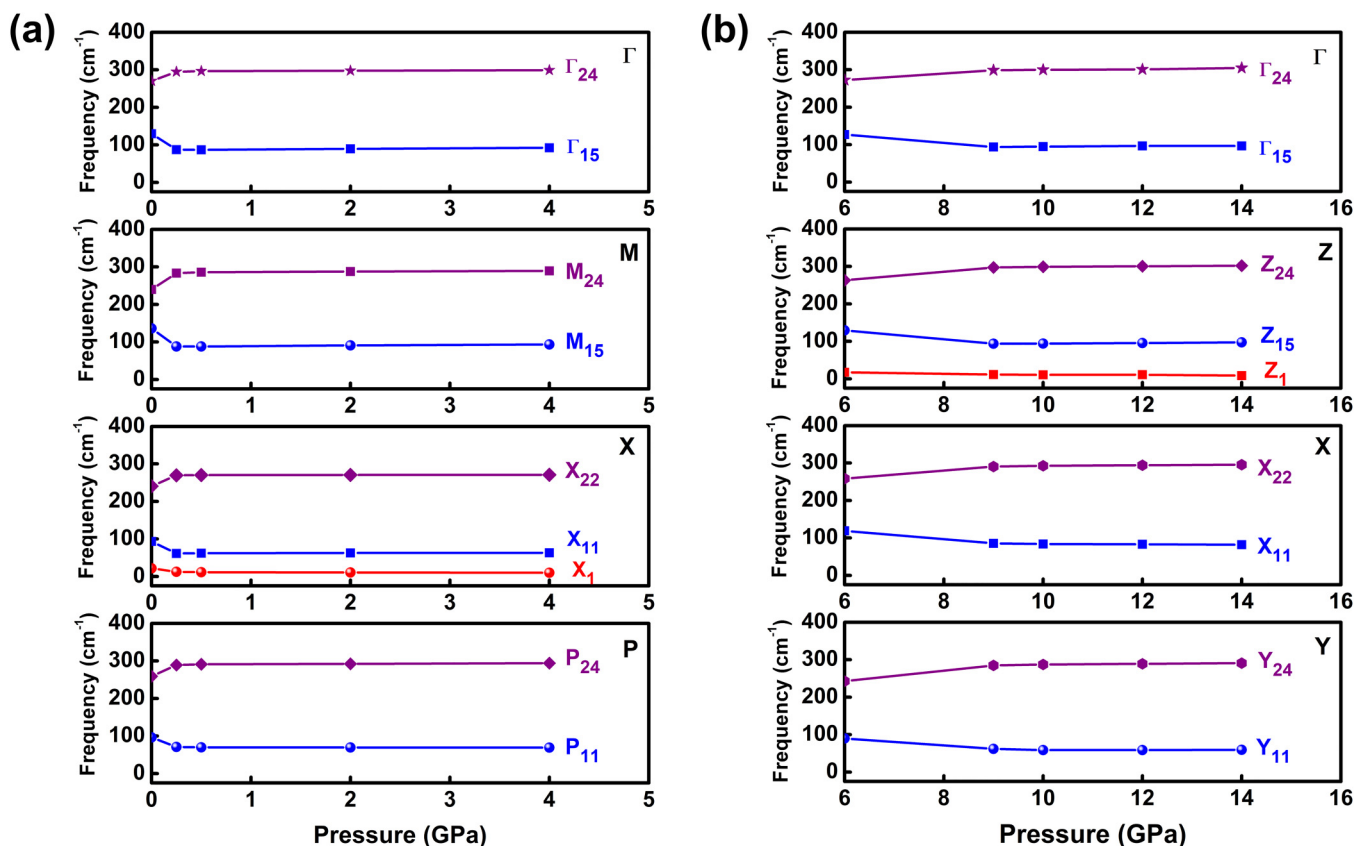 (a)
Frequency (cm-1)
400
300
200
100
0
Γ
Γ24
Γ15
0 1 2 3 4 5
Frequency (cm-1)
400
300
200
100
0
M
M24
M15
0 1 2 3 4 5
Frequency (cm-1)
400
300
200
100
0
X
X22
X11
X1
0 1 2 3 4 5
Frequency (cm-1)
400
300
200
100
0
P
P24
P11
0 1 2 3 4 5
Pressure (GPa)
(b)
Frequency (cm-1)
400
300
200
100
0
Γ
Γ24
Γ15
6 8 10 12 14 16
Frequency (cm-1)
400
300
200
100
0
Z
Z24
Z15
Z1
6 8 10 12 14 16
Frequency (cm-1)
400
300
200
100
0
X
X22
X11
6 8 10 12 14 16
Frequency (cm-1)
400
300
200
100
0
Y
Y24
Y11
6 8 10 12 14 16
Pressure (GPa)